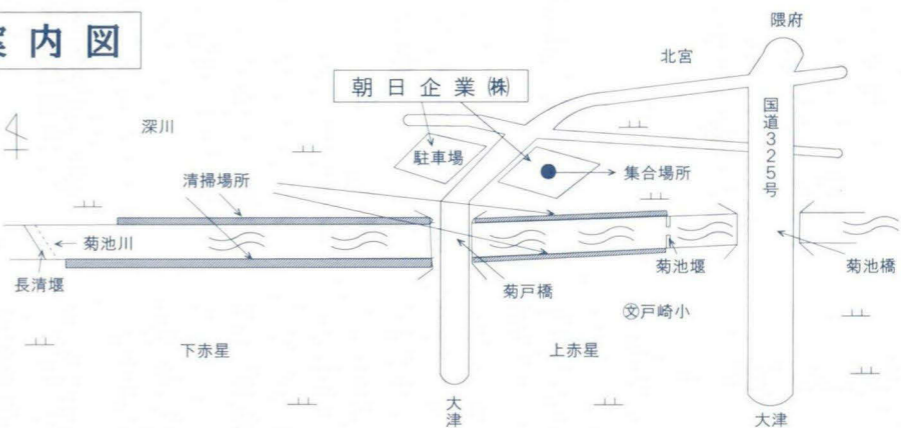 案内図
隈府
北宮
朝日企業㈱
国道325号
深川
駐車場
集合場所
清掃場所
菊池川
長清堰
菊戸橋
菊池堰
菊池橋
㊫戸崎小
下赤星
上赤星
大津
大津